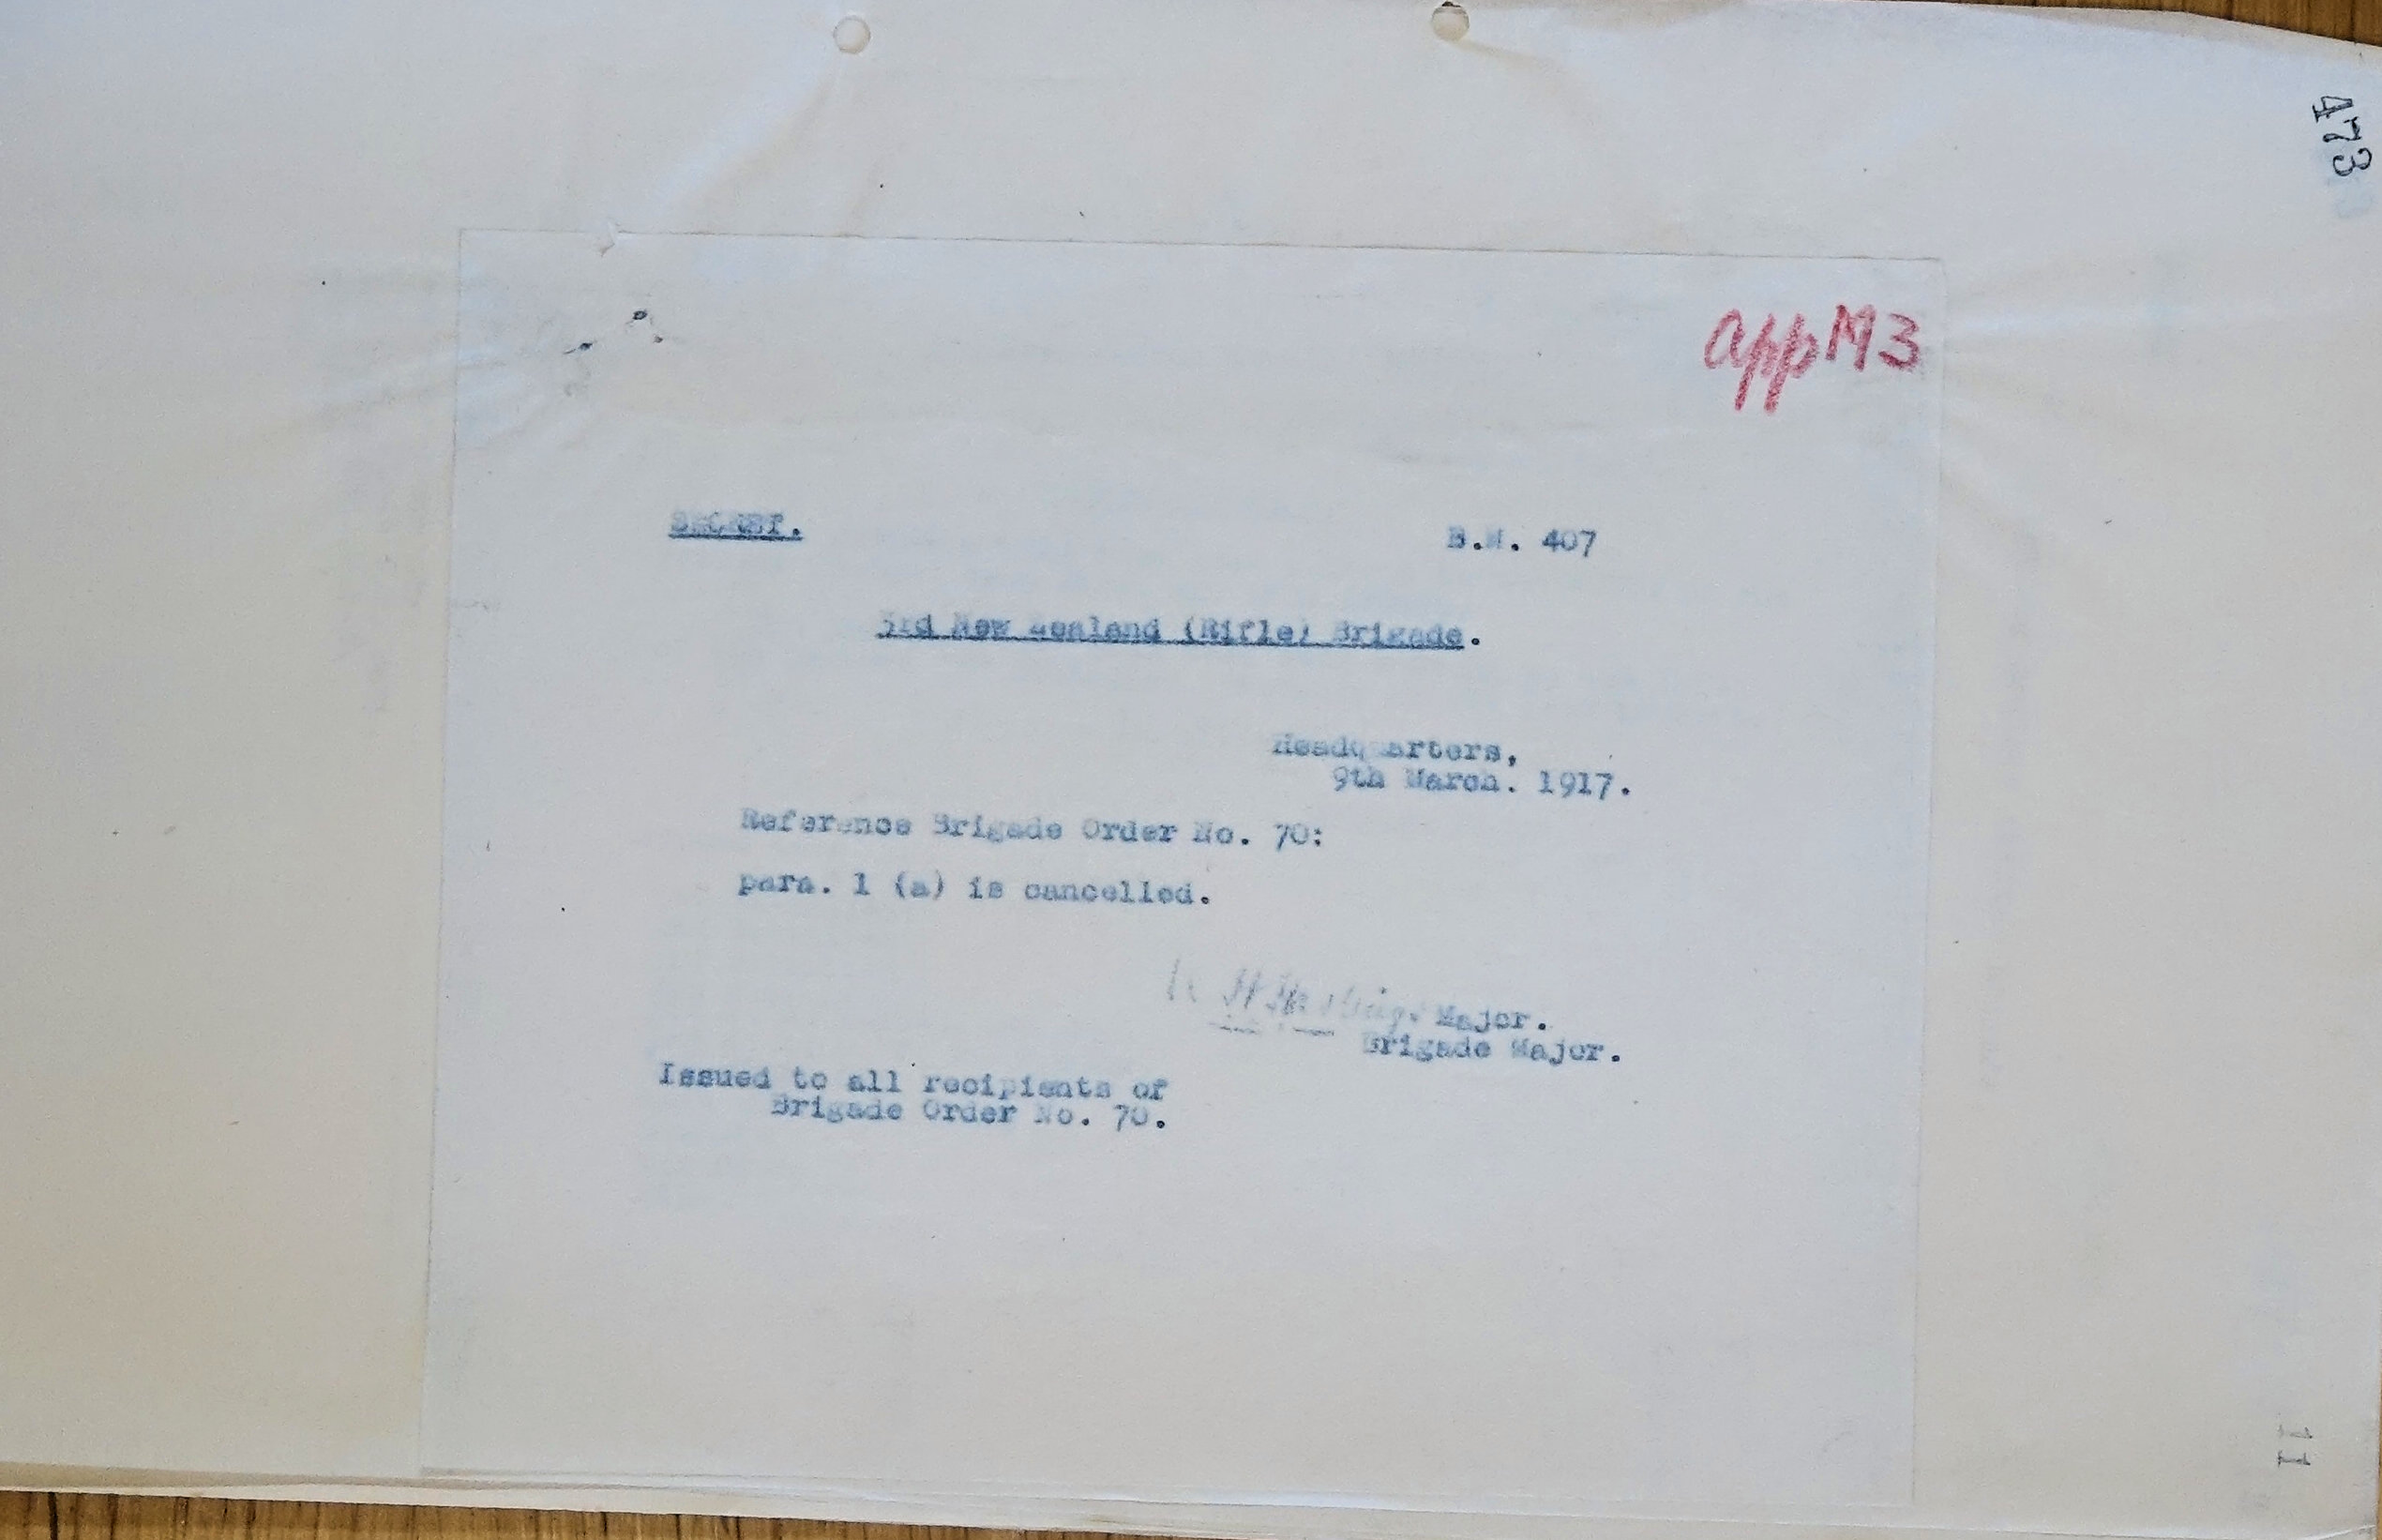 473
app M3
SECRET.
B.M. 407
3rd New Zealand (Rifle) Brigade.
Headquarters,
9th March. 1917.
Reference Brigade Order No. 70:
para. 1 (a) is cancelled.
Major.
Brigade Major.
Issued to all recipients of
Brigade Order No. 70.
11